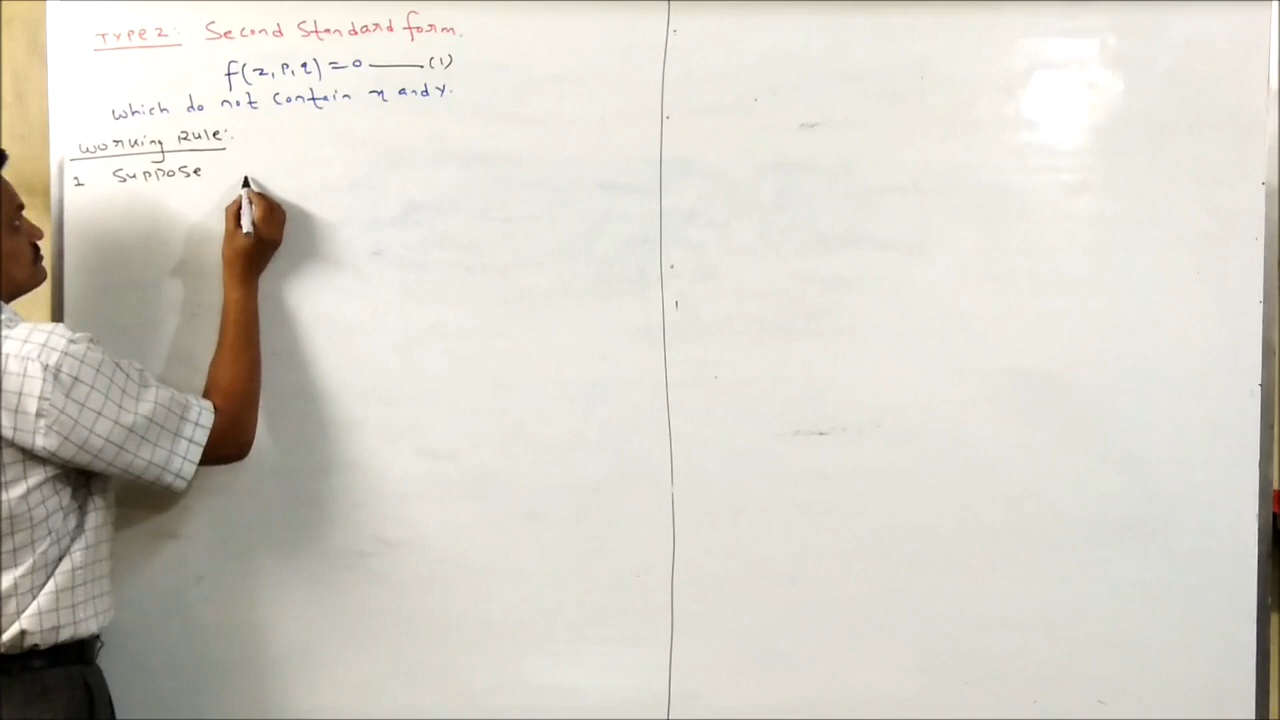 TYPE 2: Second Standard form.
f(z, p, q) = 0 —— (1)
which do not contain x and y.
Working Rule:
1 Suppose